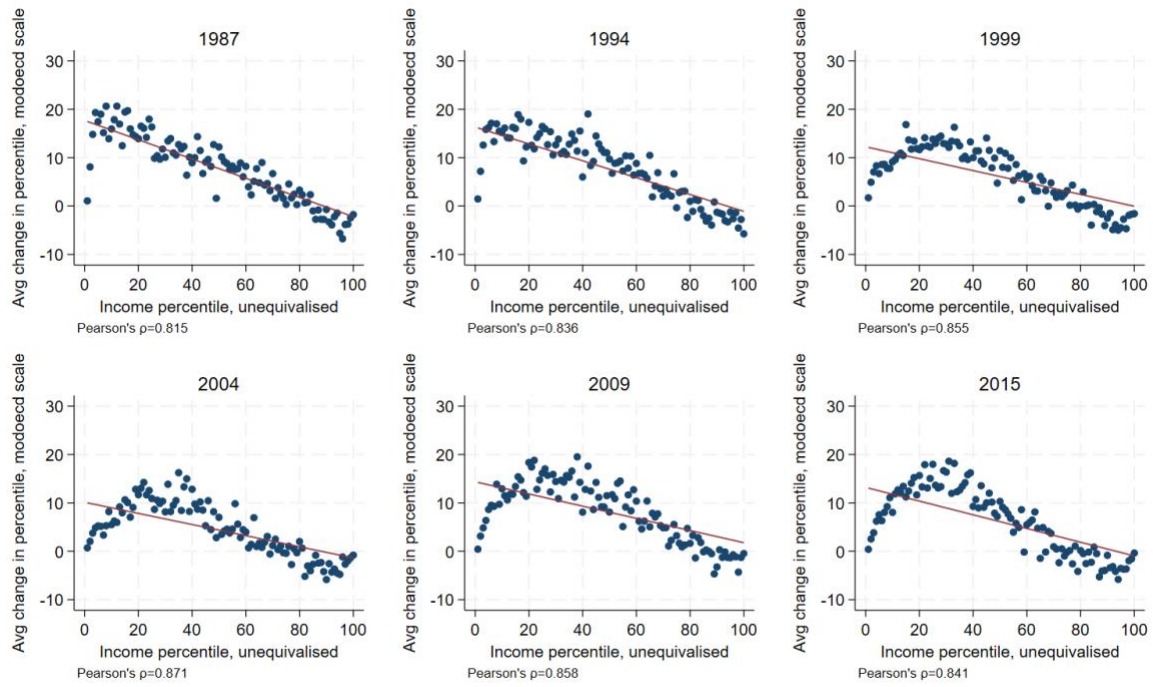 1987
Avg change in percentile, modoecd scale
30
20
10
0
-10
0 20 40 60 80 100
Income percentile, unequivalised
Pearson's ρ=0.815
1994
Avg change in percentile, modoecd scale
30
20
10
0
-10
0 20 40 60 80 100
Income percentile, unequivalised
Pearson's ρ=0.836
1999
Avg change in percentile, modoecd scale
30
20
10
0
-10
0 20 40 60 80 100
Income percentile, unequivalised
Pearson's ρ=0.855
2004
Avg change in percentile, modoecd scale
30
20
10
0
-10
0 20 40 60 80 100
Income percentile, unequivalised
Pearson's ρ=0.871
2009
Avg change in percentile, modoecd scale
30
20
10
0
-10
0 20 40 60 80 100
Income percentile, unequivalised
Pearson's ρ=0.858
2015
Avg change in percentile, modoecd scale
30
20
10
0
-10
0 20 40 60 80 100
Income percentile, unequivalised
Pearson's ρ=0.841